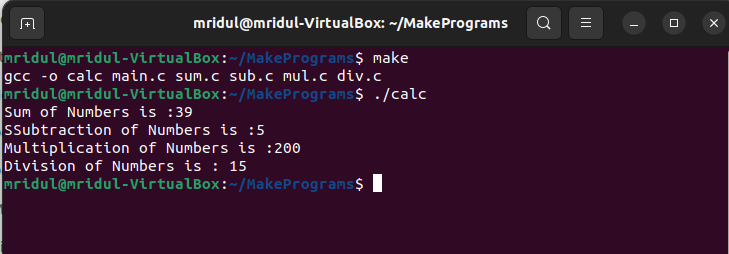 mridul@mridul-VirtualBox: ~/MakePrograms
mridul@mridul-VirtualBox:~/MakePrograms$ make
gcc -o calc main.c sum.c sub.c mul.c div.c
mridul@mridul-VirtualBox:~/MakePrograms$ ./calc
Sum of Numbers is :39
SSubtraction of Numbers is :5
Multiplication of Numbers is :200
Division of Numbers is : 15
mridul@mridul-VirtualBox:~/MakePrograms$